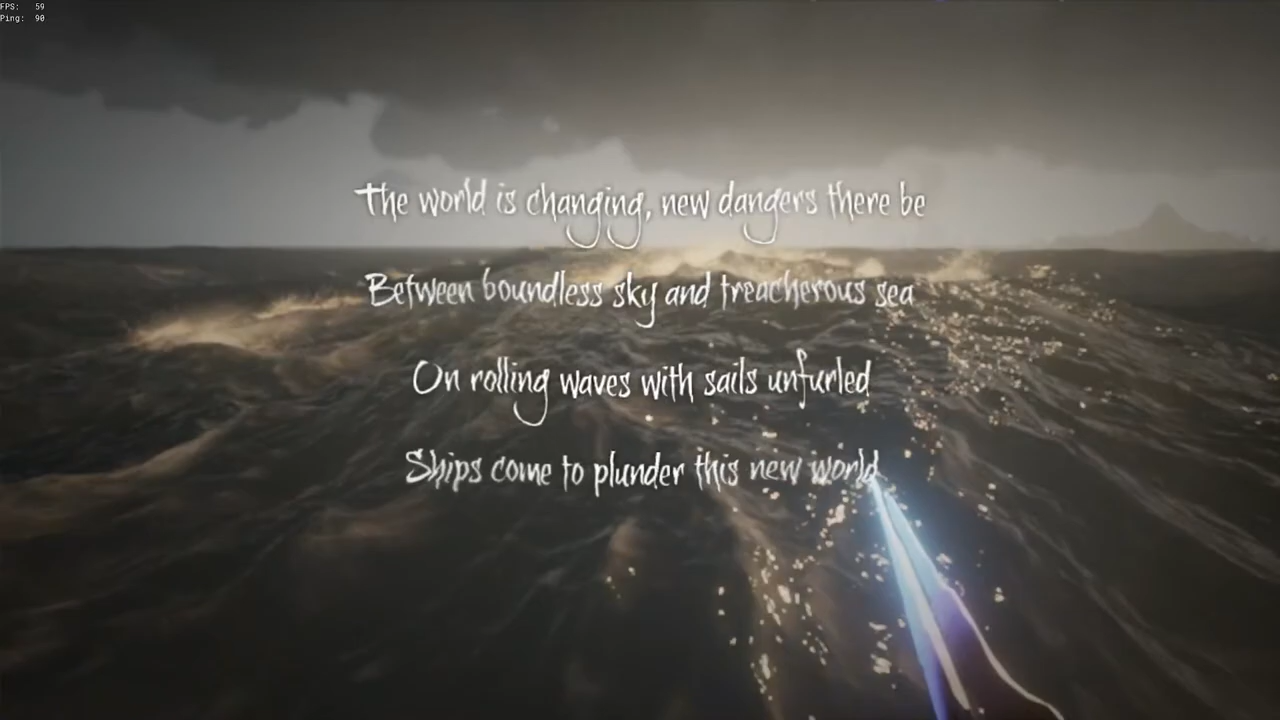 FPS: 59
Ping: 90
The world is changing, new dangers there be
Between boundless sky and treacherous sea
On rolling waves with sails unfurled
Ships come to plunder this new world